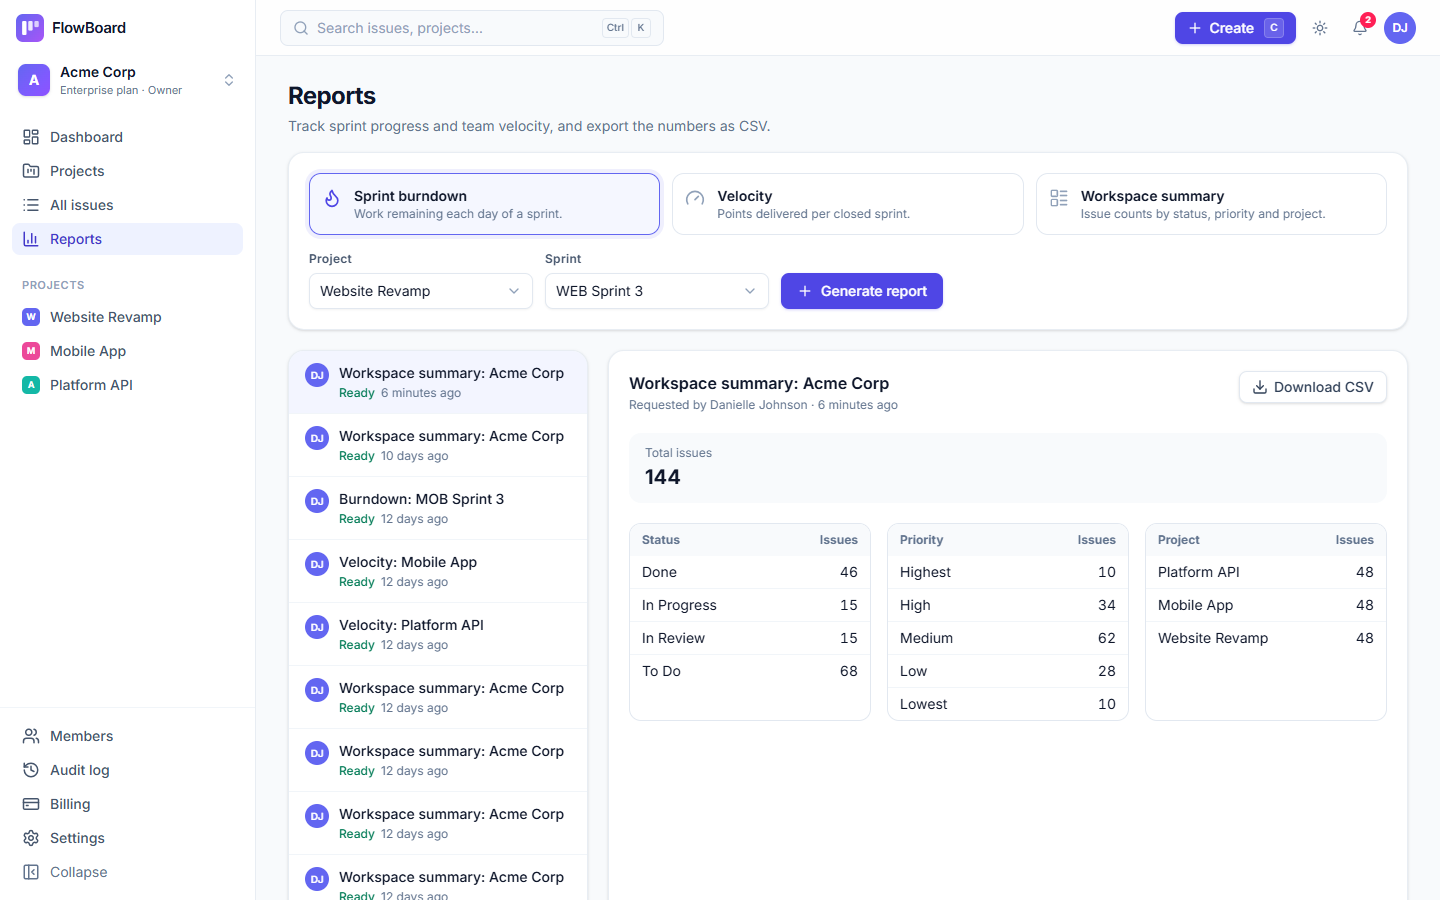 FlowBoard
Search issues, projects...
Ctrl K
Create C
2
DJ
A
Acme Corp
Enterprise plan · Owner
Dashboard
Projects
All issues
Reports
PROJECTS
W Website Revamp
M Mobile App
A Platform API
Members
Audit log
Billing
Settings
Collapse
Reports
Track sprint progress and team velocity, and export the numbers as CSV.
Sprint burndown
Work remaining each day of a sprint.
Velocity
Points delivered per closed sprint.
Workspace summary
Issue counts by status, priority and project.
Project
Website Revamp
Sprint
WEB Sprint 3
Generate report
DJ Workspace summary: Acme Corp
Ready 6 minutes ago
DJ Workspace summary: Acme Corp
Ready 10 days ago
DJ Burndown: MOB Sprint 3
Ready 12 days ago
DJ Velocity: Mobile App
Ready 12 days ago
DJ Velocity: Platform API
Ready 12 days ago
DJ Workspace summary: Acme Corp
Ready 12 days ago
DJ Workspace summary: Acme Corp
Ready 12 days ago
DJ Workspace summary: Acme Corp
Ready 12 days ago
DJ Workspace summary: Acme Corp
Ready 12 days ago
Workspace summary: Acme Corp
Requested by Danielle Johnson · 6 minutes ago
Download CSV
Total issues
144
Status Issues
Done 46
In Progress 15
In Review 15
To Do 68
Priority Issues
Highest 10
High 34
Medium 62
Low 28
Lowest 10
Project Issues
Platform API 48
Mobile App 48
Website Revamp 48